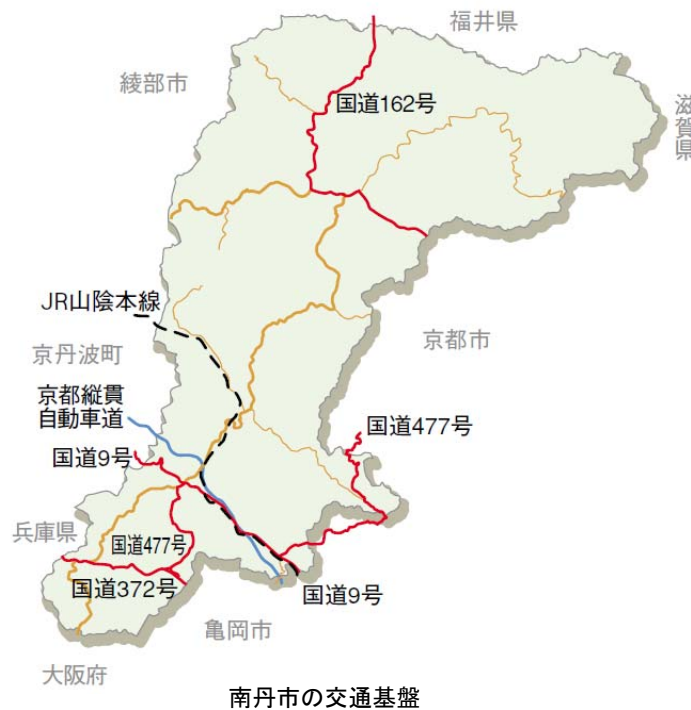 福井県
綾部市
滋賀県
国道162号
JR山陰本線
京丹波町
京都市
京都縦貫
自動車道
国道477号
国道9号
兵庫県
国道477号
国道372号
国道9号
亀岡市
大阪府
南丹市の交通基盤